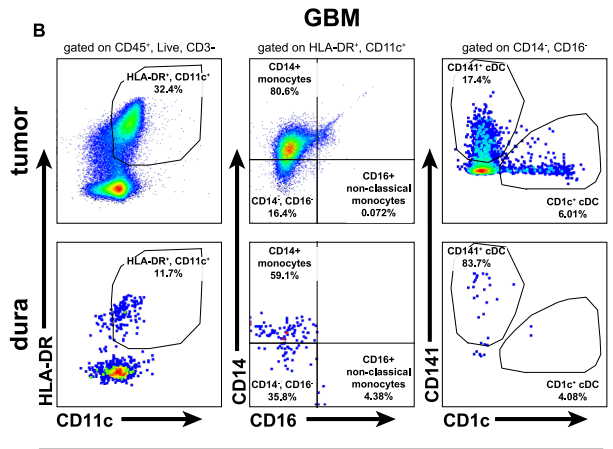 GBM
B
gated on CD45⁺, Live, CD3-
gated on HLA-DR⁺, CD11c⁺
gated on CD14⁻, CD16⁻
tumor
HLA-DR⁺, CD11c⁺
32.4%
CD14+
monocytes
80.6%
CD14⁻, CD16⁻
16.4%
CD16+
non-classical
monocytes
0.072%
CD141⁺ cDC
17.4%
CD1c⁺ cDC
6.01%
dura
HLA-DR⁺, CD11c⁺
11.7%
CD14+
monocytes
59.1%
CD14⁻, CD16⁻
35.8%
CD16+
non-classical
monocytes
4.38%
CD141⁺ cDC
83.7%
CD1c⁺ cDC
4.08%
HLA-DR
CD11c
CD14
CD16
CD141
CD1c